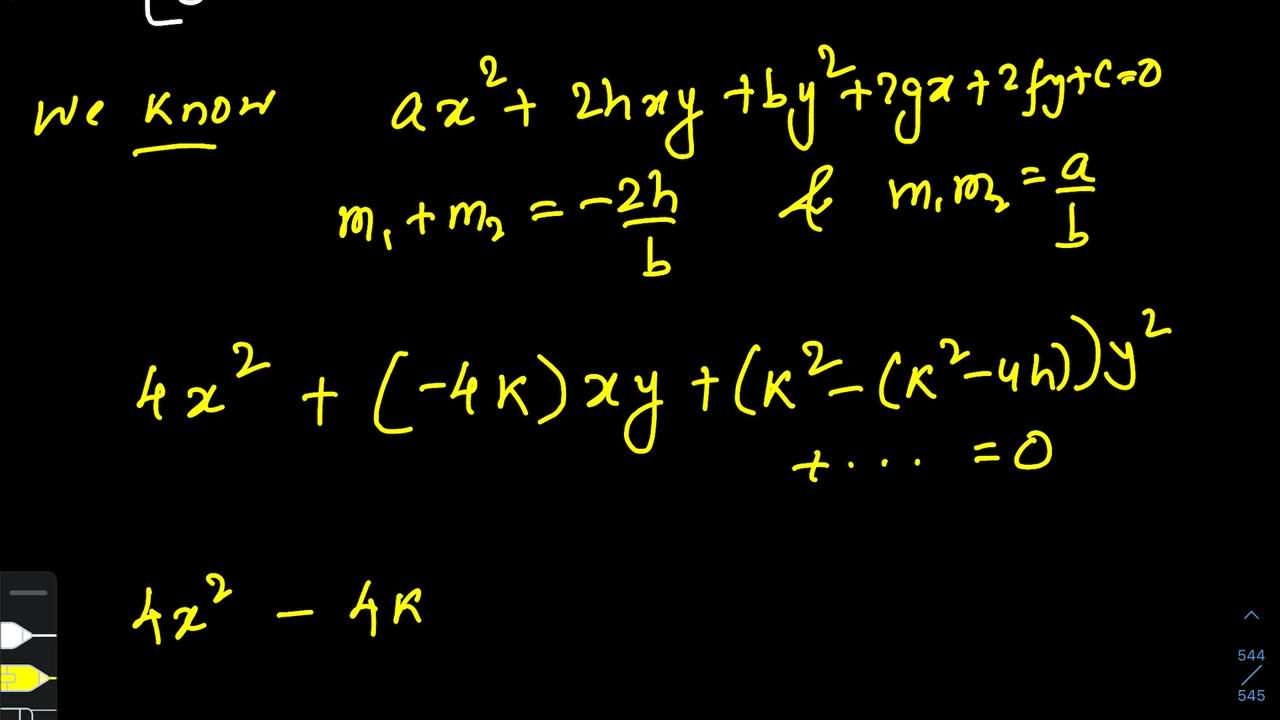 We know ax² + 2hxy + by² + 2gx + 2fy + c = 0
m₁ + m₂ = -2h/b & m₁m₂ = a/b
4x² + (-4k)xy + (k² - (k² - 4h))y²
+ ... = 0
4x² - 4k
544
/
545